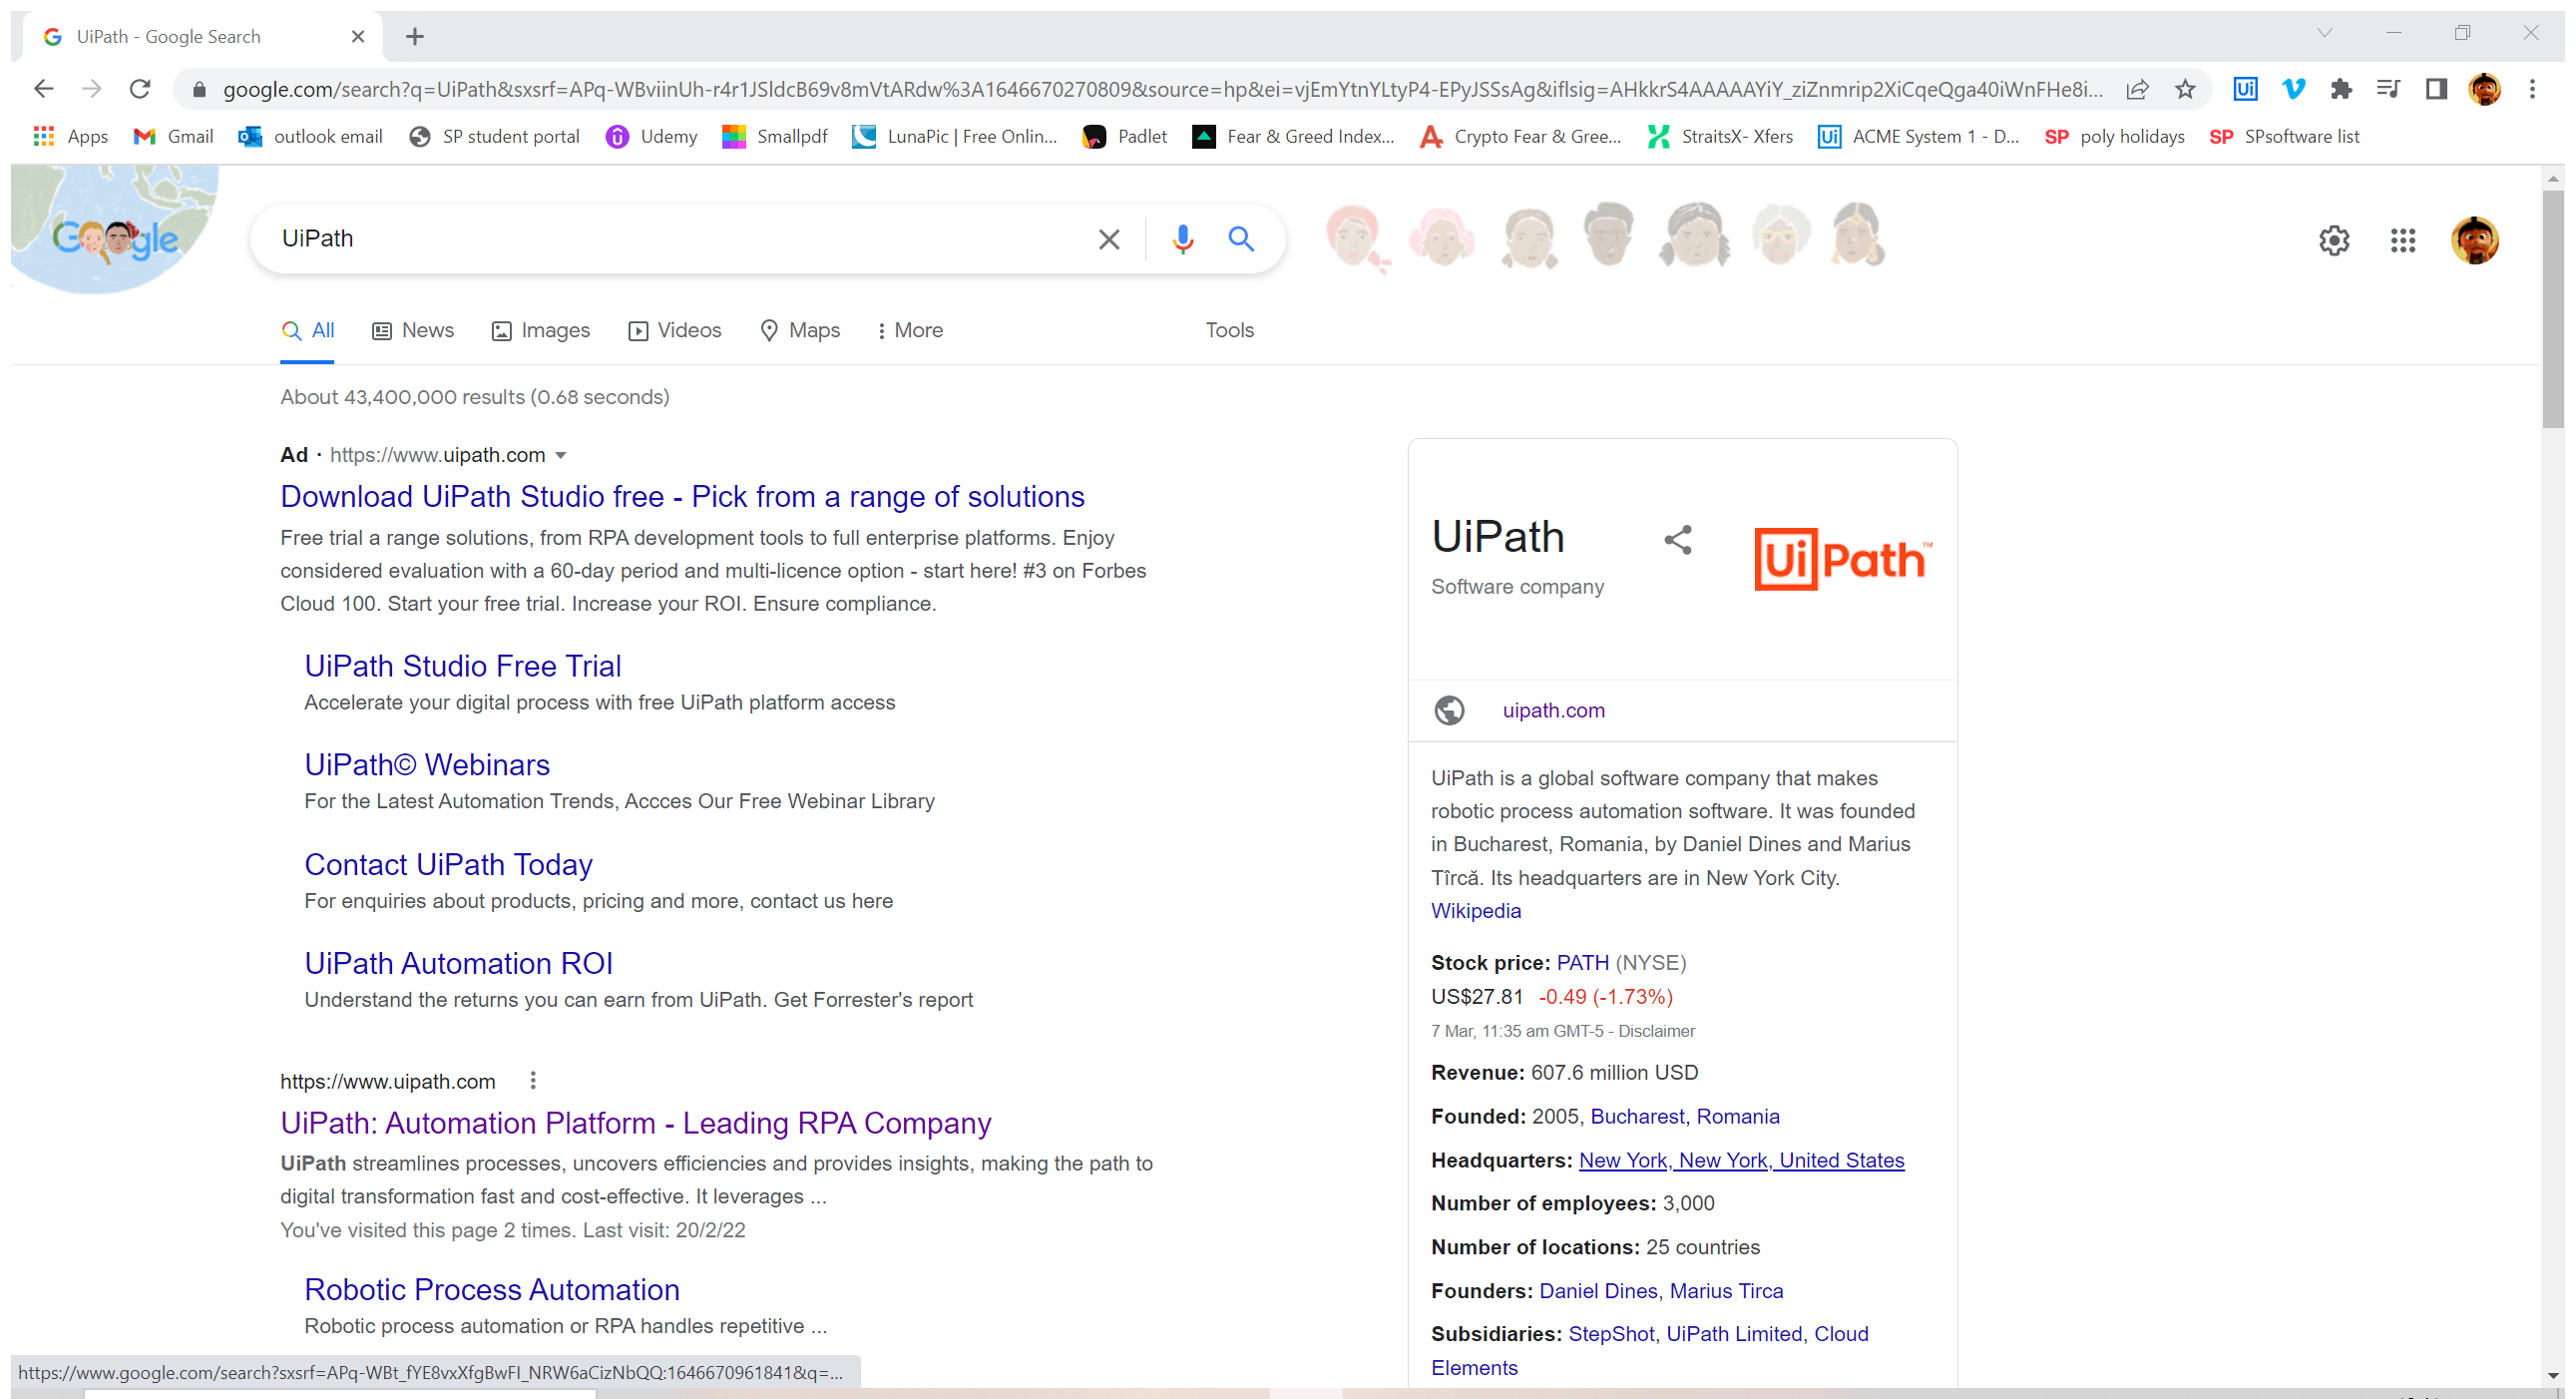 UiPath - Google Search
google.com/search?q=UiPath&sxsrf=APq-WBviinUh-r4r1JSldcB69v8mVtARdw%3A1646670270809&source=hp&ei=vjEmYtnYLtyP4-EPyJSSsAg&iflsig=AHkkrS4AAAAAYiY_ziZnmrip2XiCqeQga40iWnFHe8i...
Apps Gmail outlook email SP student portal Udemy Smallpdf LunaPic | Free Onlin... Padlet Fear & Greed Index... Crypto Fear & Gree... StraitsX- Xfers Ui ACME System 1 - D... SP poly holidays SP SPsoftware list
Google
UiPath
All News Images Videos Maps More Tools
About 43,400,000 results (0.68 seconds)
Ad · https://www.uipath.com
Download UiPath Studio free - Pick from a range of solutions
Free trial a range solutions, from RPA development tools to full enterprise platforms. Enjoy
considered evaluation with a 60-day period and multi-licence option - start here! #3 on Forbes
Cloud 100. Start your free trial. Increase your ROI. Ensure compliance.
UiPath Studio Free Trial
Accelerate your digital process with free UiPath platform access
UiPath© Webinars
For the Latest Automation Trends, Accces Our Free Webinar Library
Contact UiPath Today
For enquiries about products, pricing and more, contact us here
UiPath Automation ROI
Understand the returns you can earn from UiPath. Get Forrester's report
https://www.uipath.com
UiPath: Automation Platform - Leading RPA Company
UiPath streamlines processes, uncovers efficiencies and provides insights, making the path to
digital transformation fast and cost-effective. It leverages ...
You've visited this page 2 times. Last visit: 20/2/22
Robotic Process Automation
Robotic process automation or RPA handles repetitive ...
https://www.google.com/search?sxsrf=APq-WBt_fYE8vxXfgBwFI_NRW6aCizNbQQ:1646670961841&q=...
UiPath
Software company
UiPath™
uipath.com
UiPath is a global software company that makes
robotic process automation software. It was founded
in Bucharest, Romania, by Daniel Dines and Marius
Tîrcă. Its headquarters are in New York City.
Wikipedia
Stock price: PATH (NYSE)
US$27.81 -0.49 (-1.73%)
7 Mar, 11:35 am GMT-5 - Disclaimer
Revenue: 607.6 million USD
Founded: 2005, Bucharest, Romania
Headquarters: New York, New York, United States
Number of employees: 3,000
Number of locations: 25 countries
Founders: Daniel Dines, Marius Tirca
Subsidiaries: StepShot, UiPath Limited, Cloud
Elements